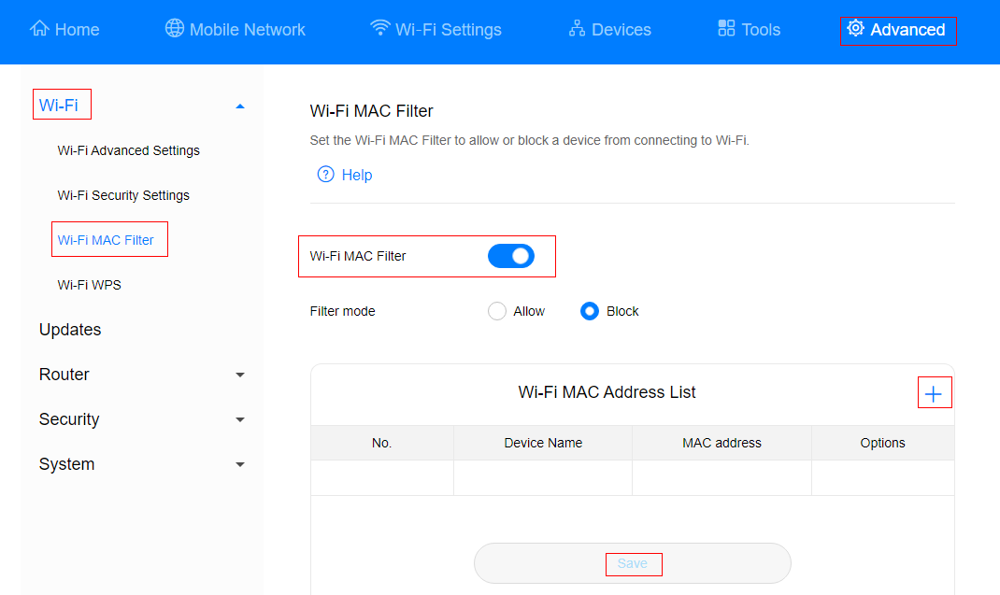 Home Mobile Network Wi-Fi Settings Devices Tools Advanced
Wi-Fi
Wi-Fi Advanced Settings
Wi-Fi Security Settings
Wi-Fi MAC Filter
Wi-Fi WPS
Updates
Router
Security
System
Wi-Fi MAC Filter
Set the Wi-Fi MAC Filter to allow or block a device from connecting to Wi-Fi.
? Help
Wi-Fi MAC Filter
Filter mode Allow Block
Wi-Fi MAC Address List
No. Device Name MAC address Options
Save